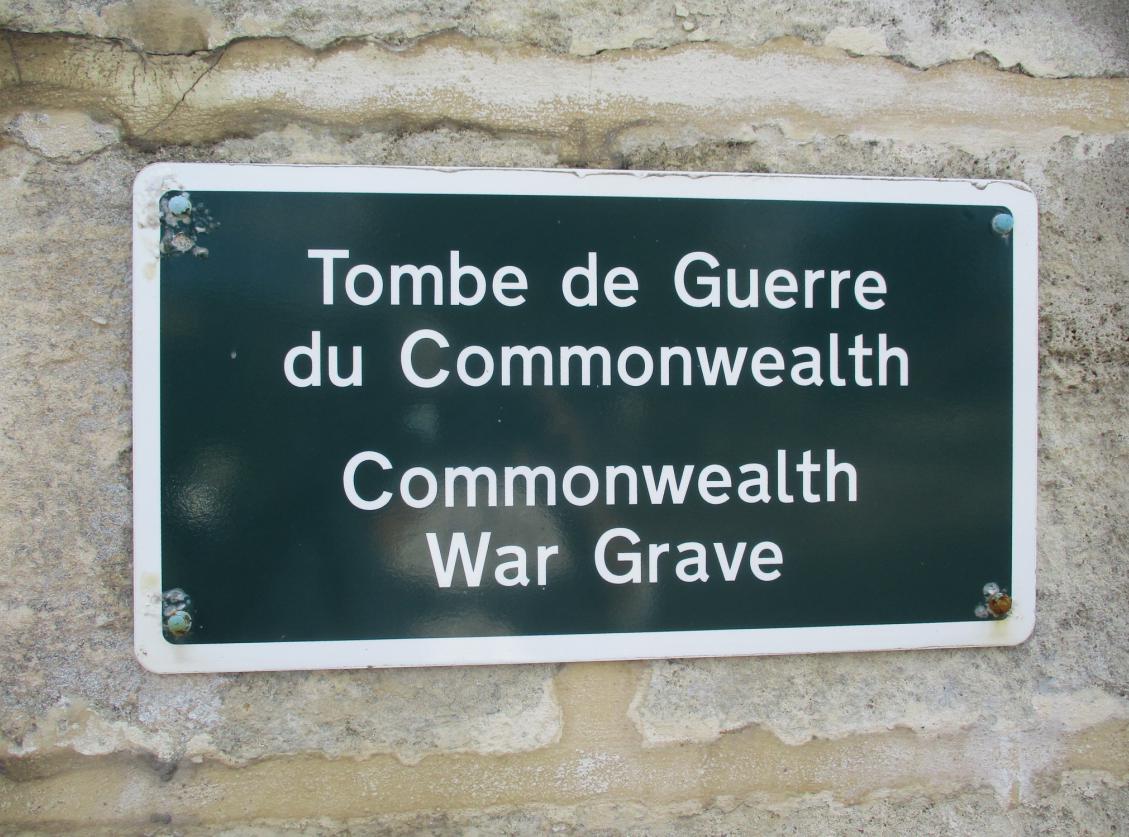 Tombe de Guerre
du Commonwealth
Commonwealth
War Grave